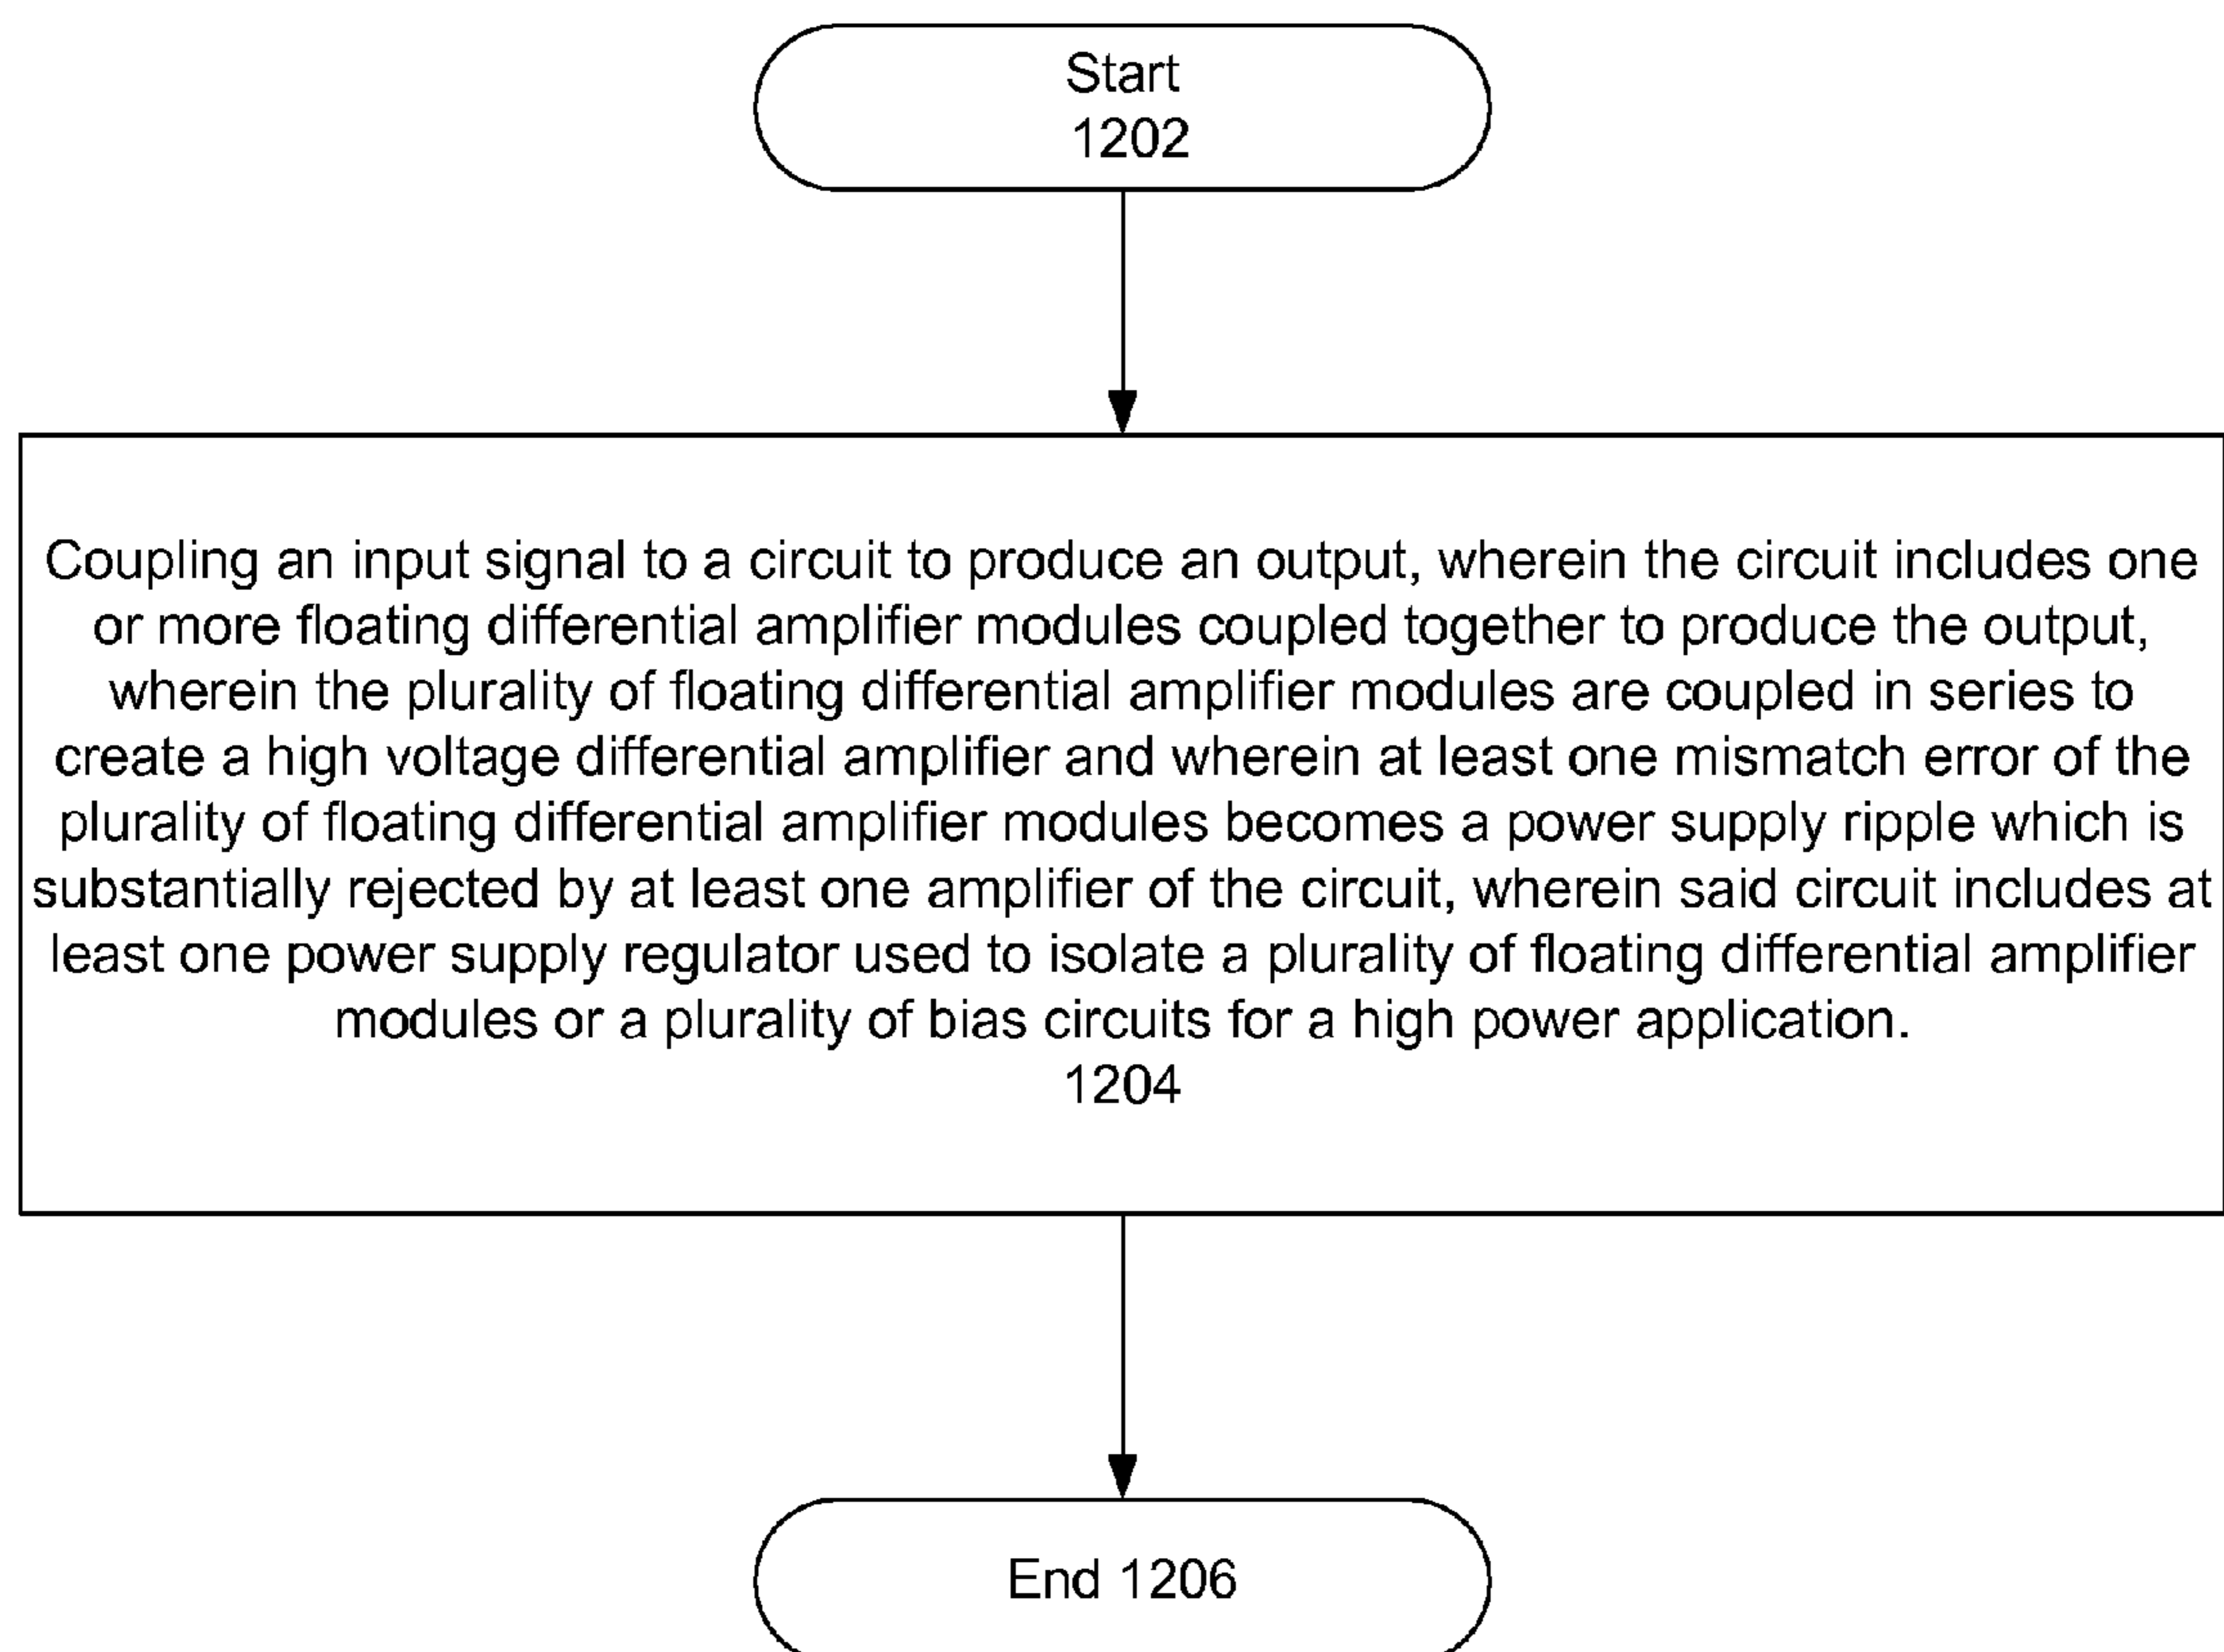 Start
1202
Coupling an input signal to a circuit to produce an output, wherein the circuit includes one
or more floating differential amplifier modules coupled together to produce the output,
wherein the plurality of floating differential amplifier modules are coupled in series to
create a high voltage differential amplifier and wherein at least one mismatch error of the
plurality of floating differential amplifier modules becomes a power supply ripple which is
substantially rejected by at least one amplifier of the circuit, wherein said circuit includes at
least one power supply regulator used to isolate a plurality of floating differential amplifier
modules or a plurality of bias circuits for a high power application.
1204
End 1206